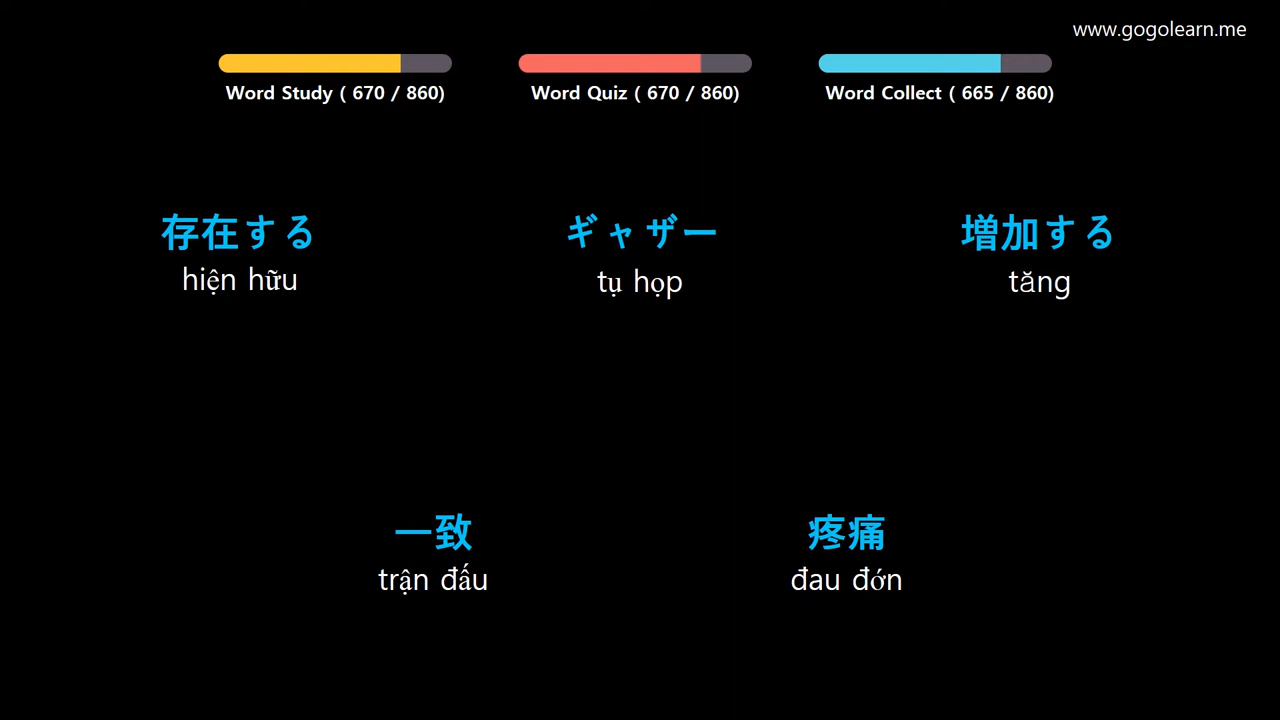 www.gogolearn.me
Word Study ( 670 / 860)
Word Quiz ( 670 / 860)
Word Collect ( 665 / 860)
存在する
hiện hữu
ギャザー
tụ họp
増加する
tăng
一致
trận đấu
疼痛
đau đớn